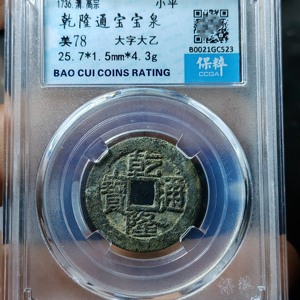 1736.清 高宗 小平
乾隆通宝宝泉
美78 大字大乙
25.7*1.5mm*4.3g
BAO CUI COINS RATING
B0021GC523
保粹
CCGA
乾隆通寶